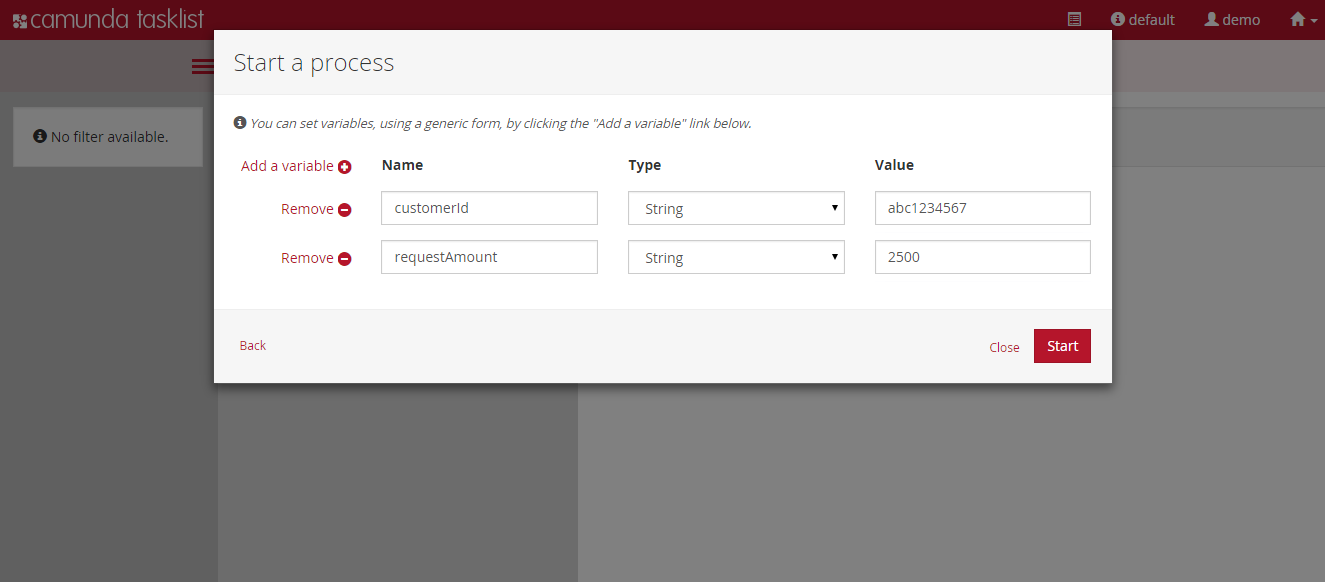 camunda tasklist
default
demo
Start a process
No filter available.
You can set variables, using a generic form, by clicking the "Add a variable" link below.
Add a variable Name Type Value
Remove customerId String abc1234567
Remove requestAmount String 2500
Back
Close Start